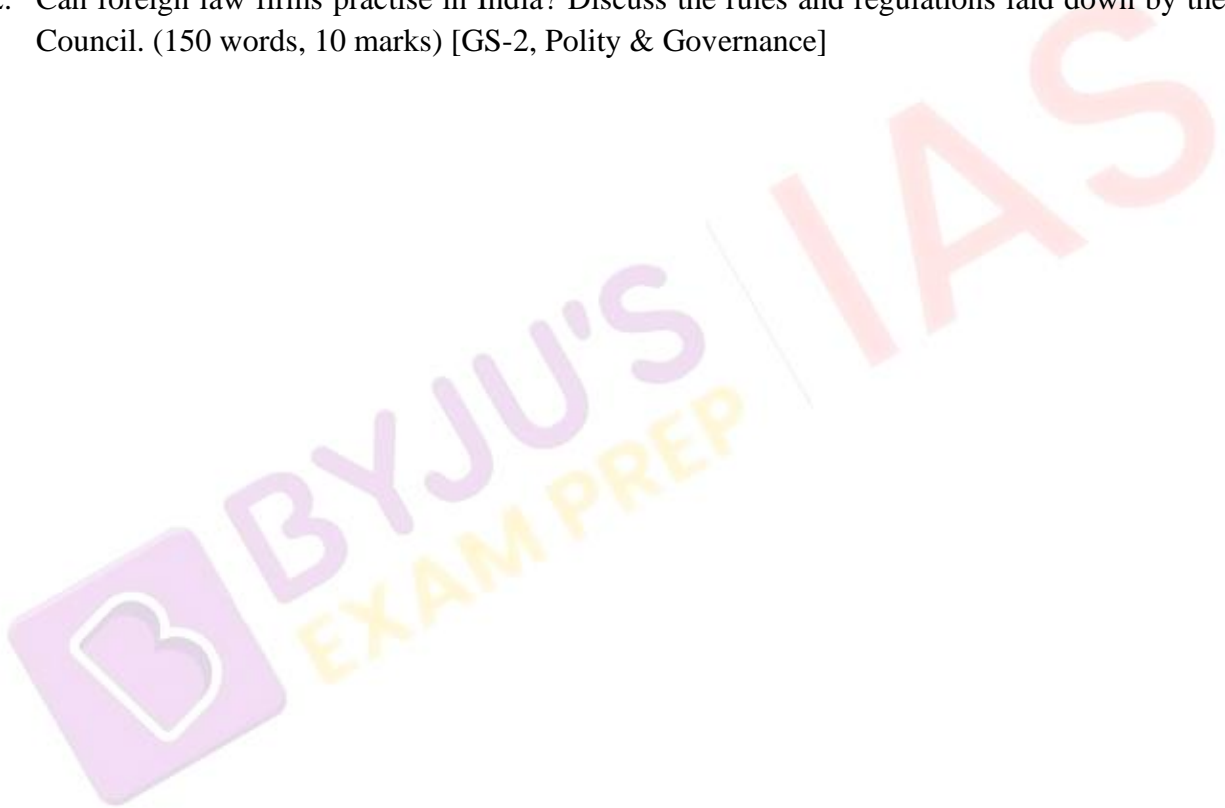 2. Can foreign law firms practise in India? Discuss the rules and regulations laid down by the
Council. (150 words, 10 marks) [GS-2, Polity & Governance]
IAS
BYJU'S
EXAM PREP
B